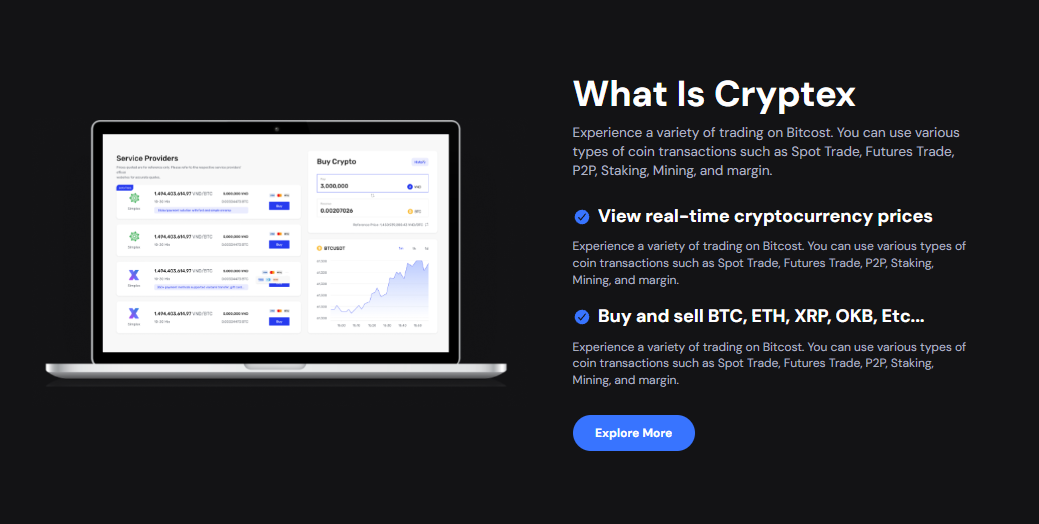 What Is Cryptex
Experience a variety of trading on Bitcost. You can use various
types of coin transactions such as Spot Trade, Futures Trade,
P2P, Staking, Mining, and margin.
View real-time cryptocurrency prices
Experience a variety of trading on Bitcost. You can use various types of
coin transactions such as Spot Trade, Futures Trade, P2P, Staking,
Mining, and margin.
Buy and sell BTC, ETH, XRP, OKB, Etc...
Experience a variety of trading on Bitcost. You can use various types of
coin transactions such as Spot Trade, Futures Trade, P2P, Staking,
Mining, and margin.
Explore More
Service Providers
1.494.403.614.97 VND/BTC
Simplex
Buy
1.494.403.614.97 VND/BTC
Simplex
Buy
1.494.403.614.97 VND/BTC
Simplex
1.494.403.614.97 VND/BTC
Simplex
Buy
Buy Crypto
3,000,000
VND
0.00207026
BTC
BTCUSDT